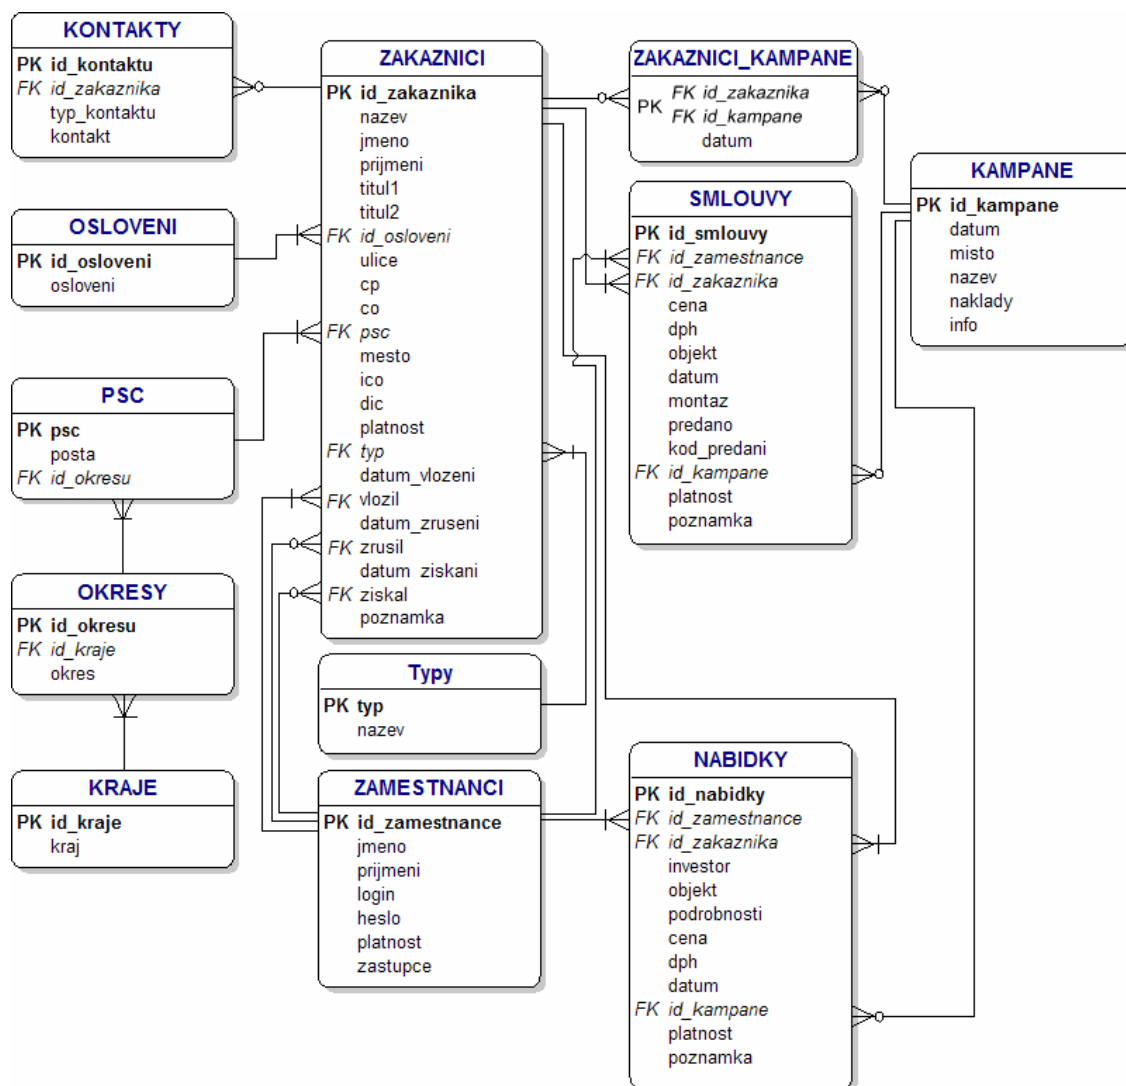 KONTAKTY
PK id_kontaktu
FK id_zakaznika
typ_kontaktu
kontakt
OSLOVENI
PK id_osloveni
osloveni
PSC
PK psc
posta
FK id_okresu
OKRESY
PK id_okresu
FK id_kraje
okres
KRAJE
PK id_kraje
kraj
ZAKAZNICI
PK id_zakaznika
nazev
jmeno
prijmeni
titul1
titul2
FK id_osloveni
ulice
cp
co
FK psc
mesto
ico
dic
platnost
FK typ
datum_vlozeni
FK vlozil
datum_zruseni
FK zrusil
datum_ziskani
FK ziskal
poznamka
Typy
PK typ
nazev
ZAMESTNANCI
PK id_zamestnance
jmeno
prijmeni
login
heslo
platnost
zastupce
ZAKAZNICI_KAMPANE
PK FK id_zakaznika
FK id_kampane
datum
SMLOUVY
PK id_smlouvy
FK id_zamestnance
FK id_zakaznika
cena
dph
objekt
datum
montaz
predano
kod_predani
FK id_kampane
platnost
poznamka
NABIDKY
PK id_nabidky
FK id_zamestnance
FK id_zakaznika
investor
objekt
podrobnosti
cena
dph
datum
FK id_kampane
platnost
poznamka
KAMPANE
PK id_kampane
datum
misto
nazev
naklady
info